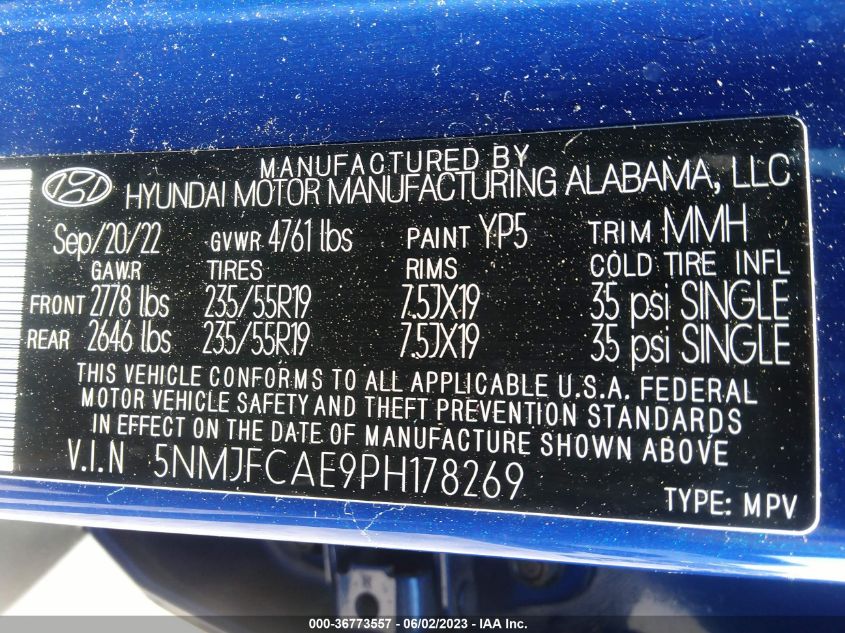 MANUFACTURED BY
HYUNDAI MOTOR MANUFACTURING ALABAMA, LLC
Sep/20/22 GVWR 4761 lbs PAINT YP5 TRIM MMH
GAWR TIRES RIMS COLD TIRE INFL
FRONT 2778 lbs 235/55R19 7.5JX19 35 psi SINGLE
REAR 2646 lbs 235/55R19 7.5JX19 35 psi SINGLE
THIS VEHICLE CONFORMS TO ALL APPLICABLE U.S.A. FEDERAL
MOTOR VEHICLE SAFETY AND THEFT PREVENTION STANDARDS
IN EFFECT ON THE DATE OF MANUFACTURE SHOWN ABOVE
V.I.N 5NMJFCAE9PH178269
TYPE: MPV
000-36773557 - 06/02/2023 - IAA Inc.